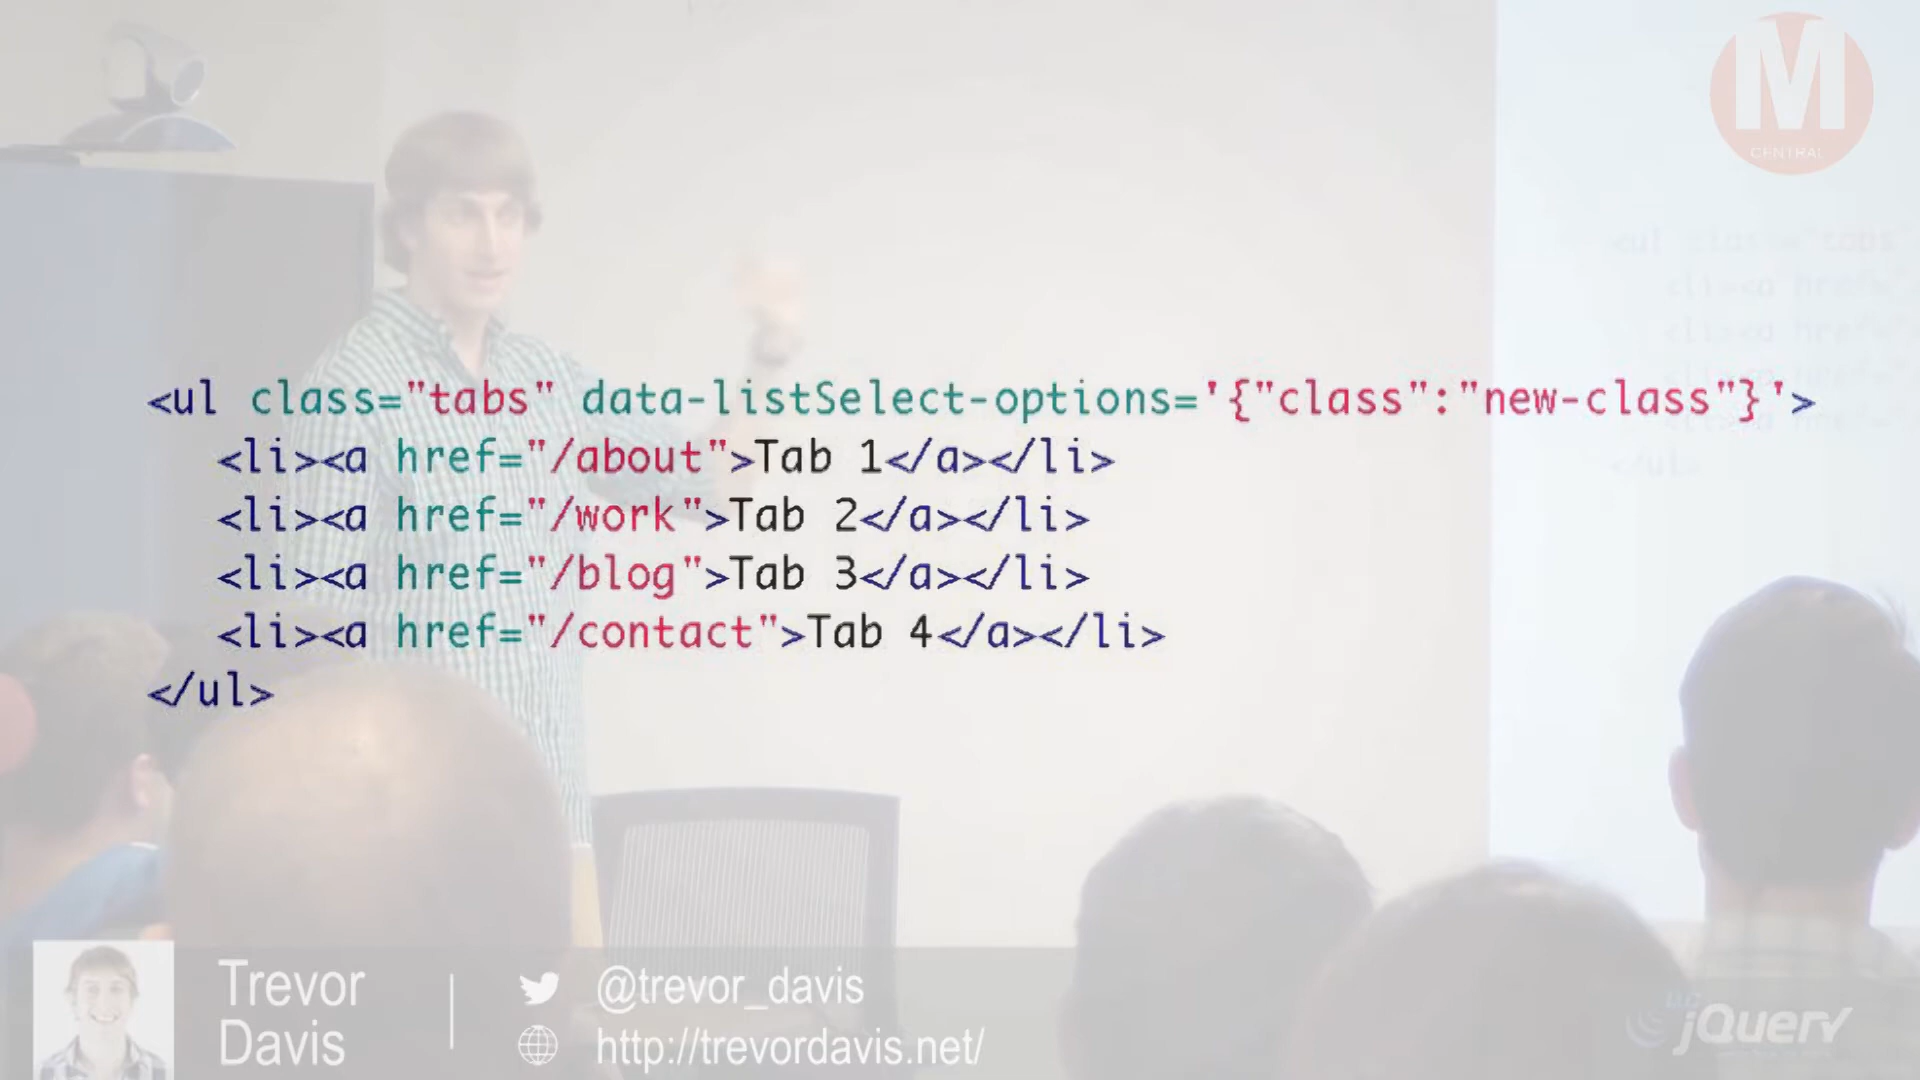 M
CENTRAL
<ul class="tabs" data-listSelect-options='{"class":"new-class"}'>
<li><a href="/about">Tab 1</a></li>
<li><a href="/work">Tab 2</a></li>
<li><a href="/blog">Tab 3</a></li>
<li><a href="/contact">Tab 4</a></li>
</ul>
Trevor
Davis
@trevor_davis
http://trevordavis.net/
jQuery